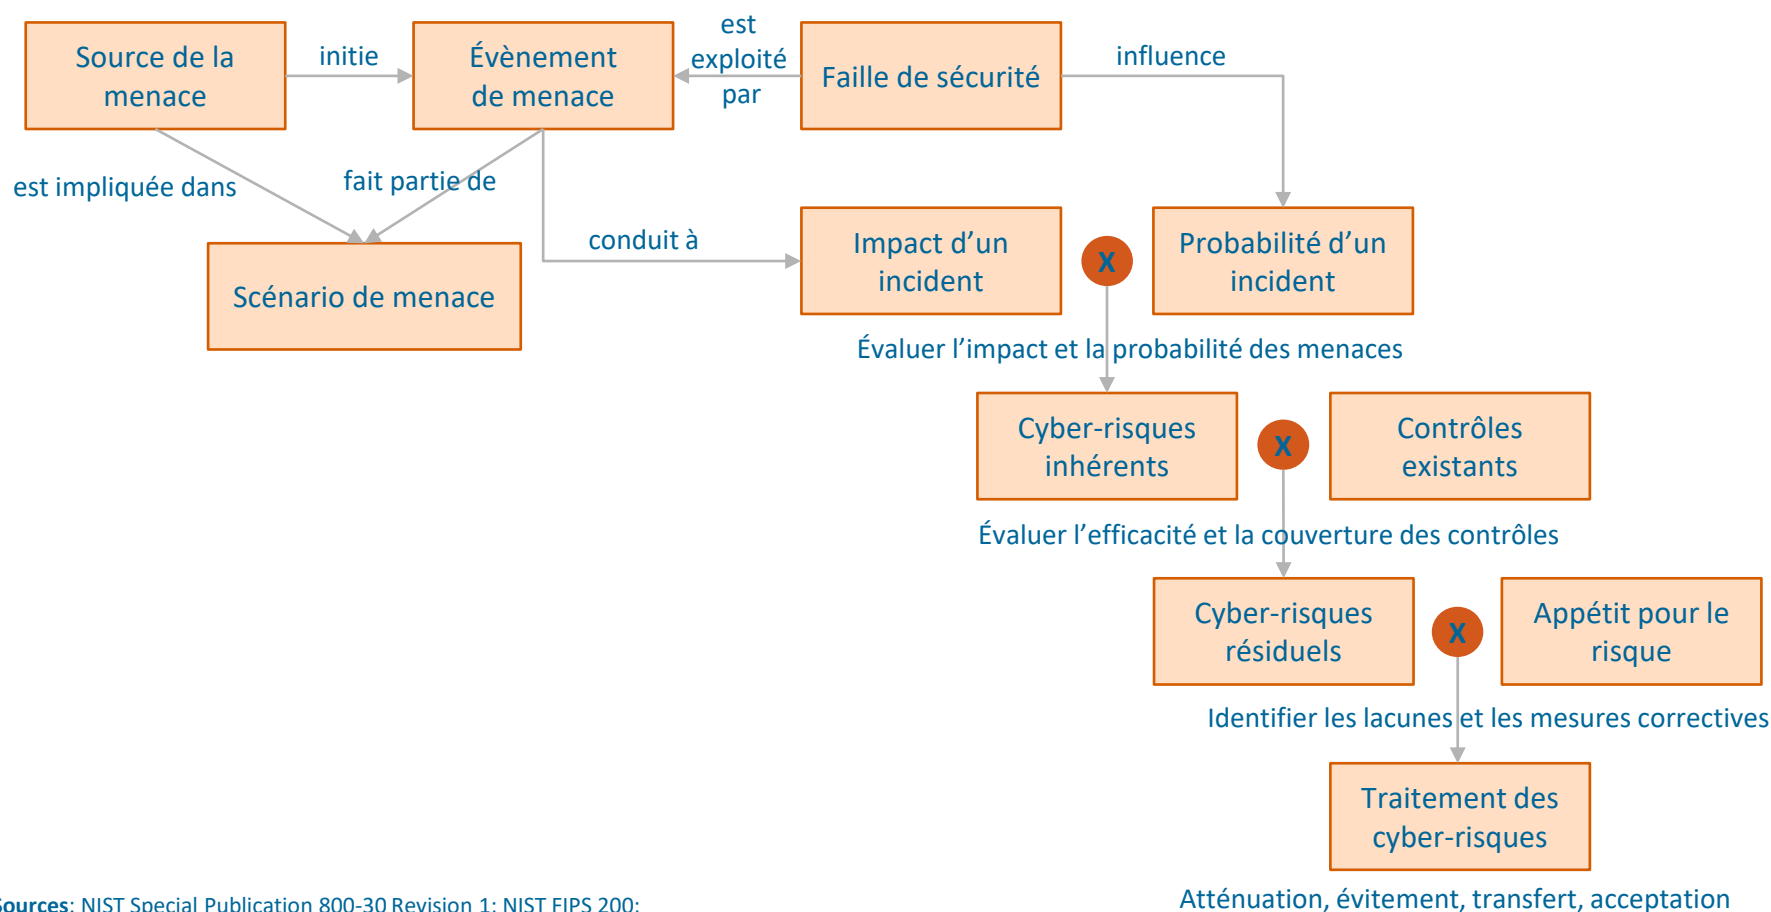 Source de la
menace
initie
Évènement
de menace
est
exploité
par
Faille de sécurité
influence
est impliquée dans
fait partie de
Scénario de menace
conduit à
Impact d’un
incident
X
Probabilité d’un
incident
Évaluer l’impact et la probabilité des menaces
Cyber-risques
inhérents
X
Contrôles
existants
Évaluer l’efficacité et la couverture des contrôles
Cyber-risques
résiduels
X
Appétit pour le
risque
Identifier les lacunes et les mesures correctives
Traitement des
cyber-risques
Atténuation, évitement, transfert, acceptation
Sources: NIST Special Publication 800-30 Revision 1; NIST FIPS 200;